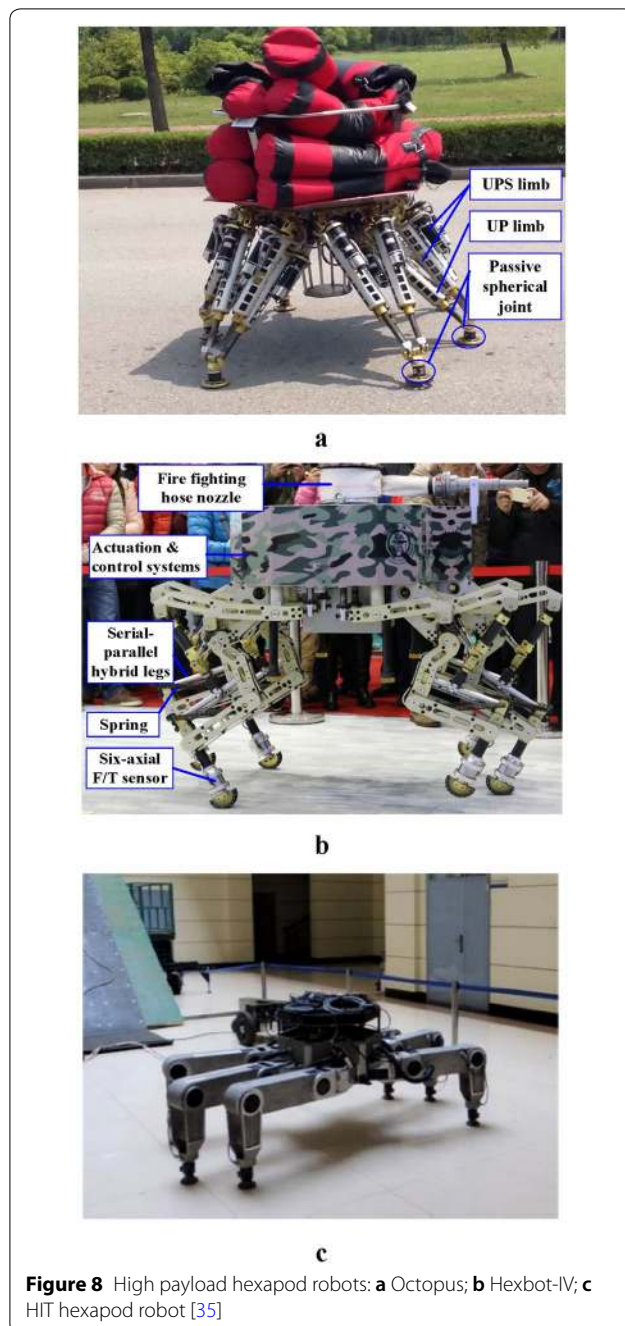 UPS limb
UP limb
Passive
spherical
joint
a
Fire fighting
hose nozzle
Actuation &
control systems
Serial-
parallel
hybrid legs
Spring
Six-axial
F/T sensor
b
c
Figure 8 High payload hexapod robots: a Octopus; b Hexbot-IV; c
HIT hexapod robot [35]